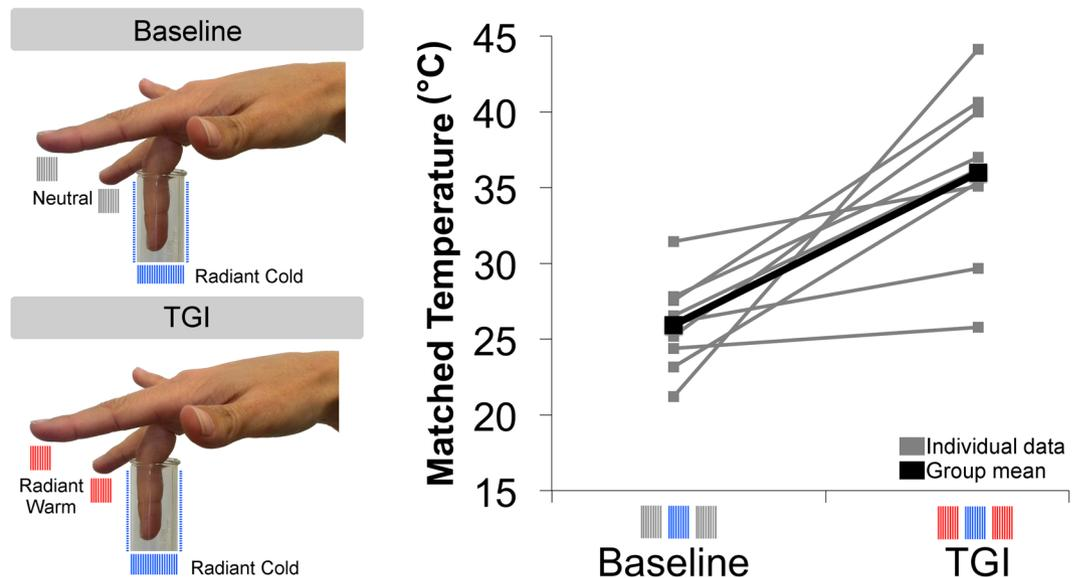 Baseline
Neutral
Radiant Cold
TGI
Radiant
Warm
Radiant Cold
Matched Temperature (°C)
45
40
35
30
25
20
15
Individual data
Group mean
Baseline
TGI